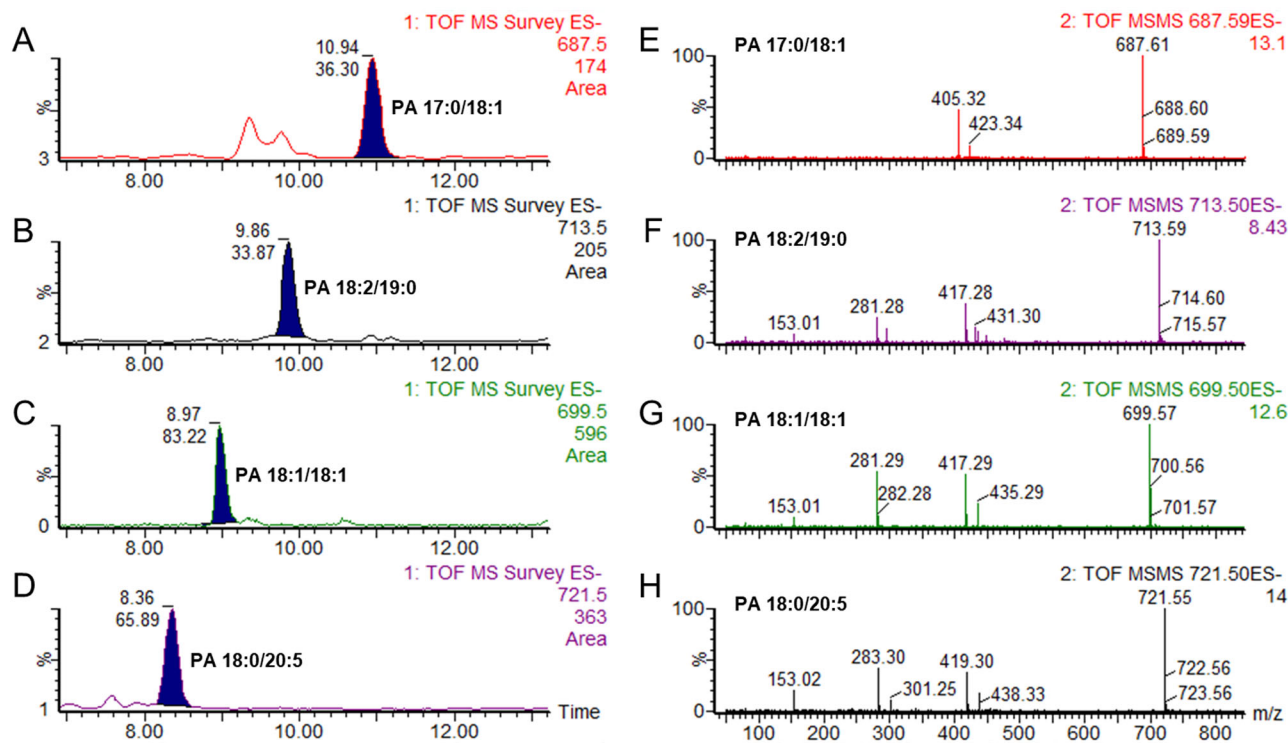 A
1: TOF MS Survey ES-
687.5
174
Area
10.94
36.30
PA 17:0/18:1
%
3
8.00 10.00 12.00
B
1: TOF MS Survey ES-
713.5
205
Area
9.86
33.87
PA 18:2/19:0
%
2
8.00 10.00 12.00
C
1: TOF MS Survey ES-
699.5
596
Area
8.97
83.22
PA 18:1/18:1
%
0
8.00 10.00 12.00
D
1: TOF MS Survey ES-
721.5
363
Area
8.36
65.89
PA 18:0/20:5
%
1
Time
8.00 10.00 12.00
E
PA 17:0/18:1
2: TOF MSMS 687.59ES-
13.1
100
%
0
687.61
405.32
423.34
688.60
689.59
F
PA 18:2/19:0
2: TOF MSMS 713.50ES-
8.43
100
%
0
713.59
417.28
281.28
431.30
153.01
714.60
715.57
G
PA 18:1/18:1
2: TOF MSMS 699.50ES-
12.6
100
%
0
699.57
281.29
417.29
282.28
435.29
153.01
700.56
701.57
H
PA 18:0/20:5
2: TOF MSMS 721.50ES-
14
100
%
0
721.55
283.30
419.30
153.02
301.25
438.33
722.56
723.56
m/z
100 200 300 400 500 600 700 800